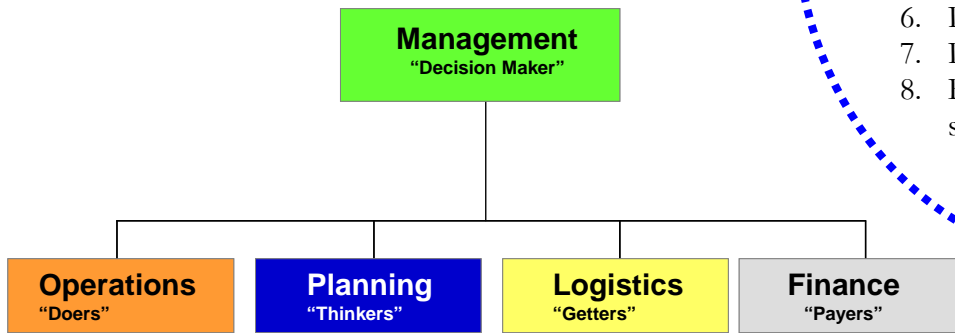 6.
7.
8.
Management
“Decision Maker”
Operations
“Doers”
Planning
“Thinkers”
Logistics
“Getters”
Finance
“Payers”